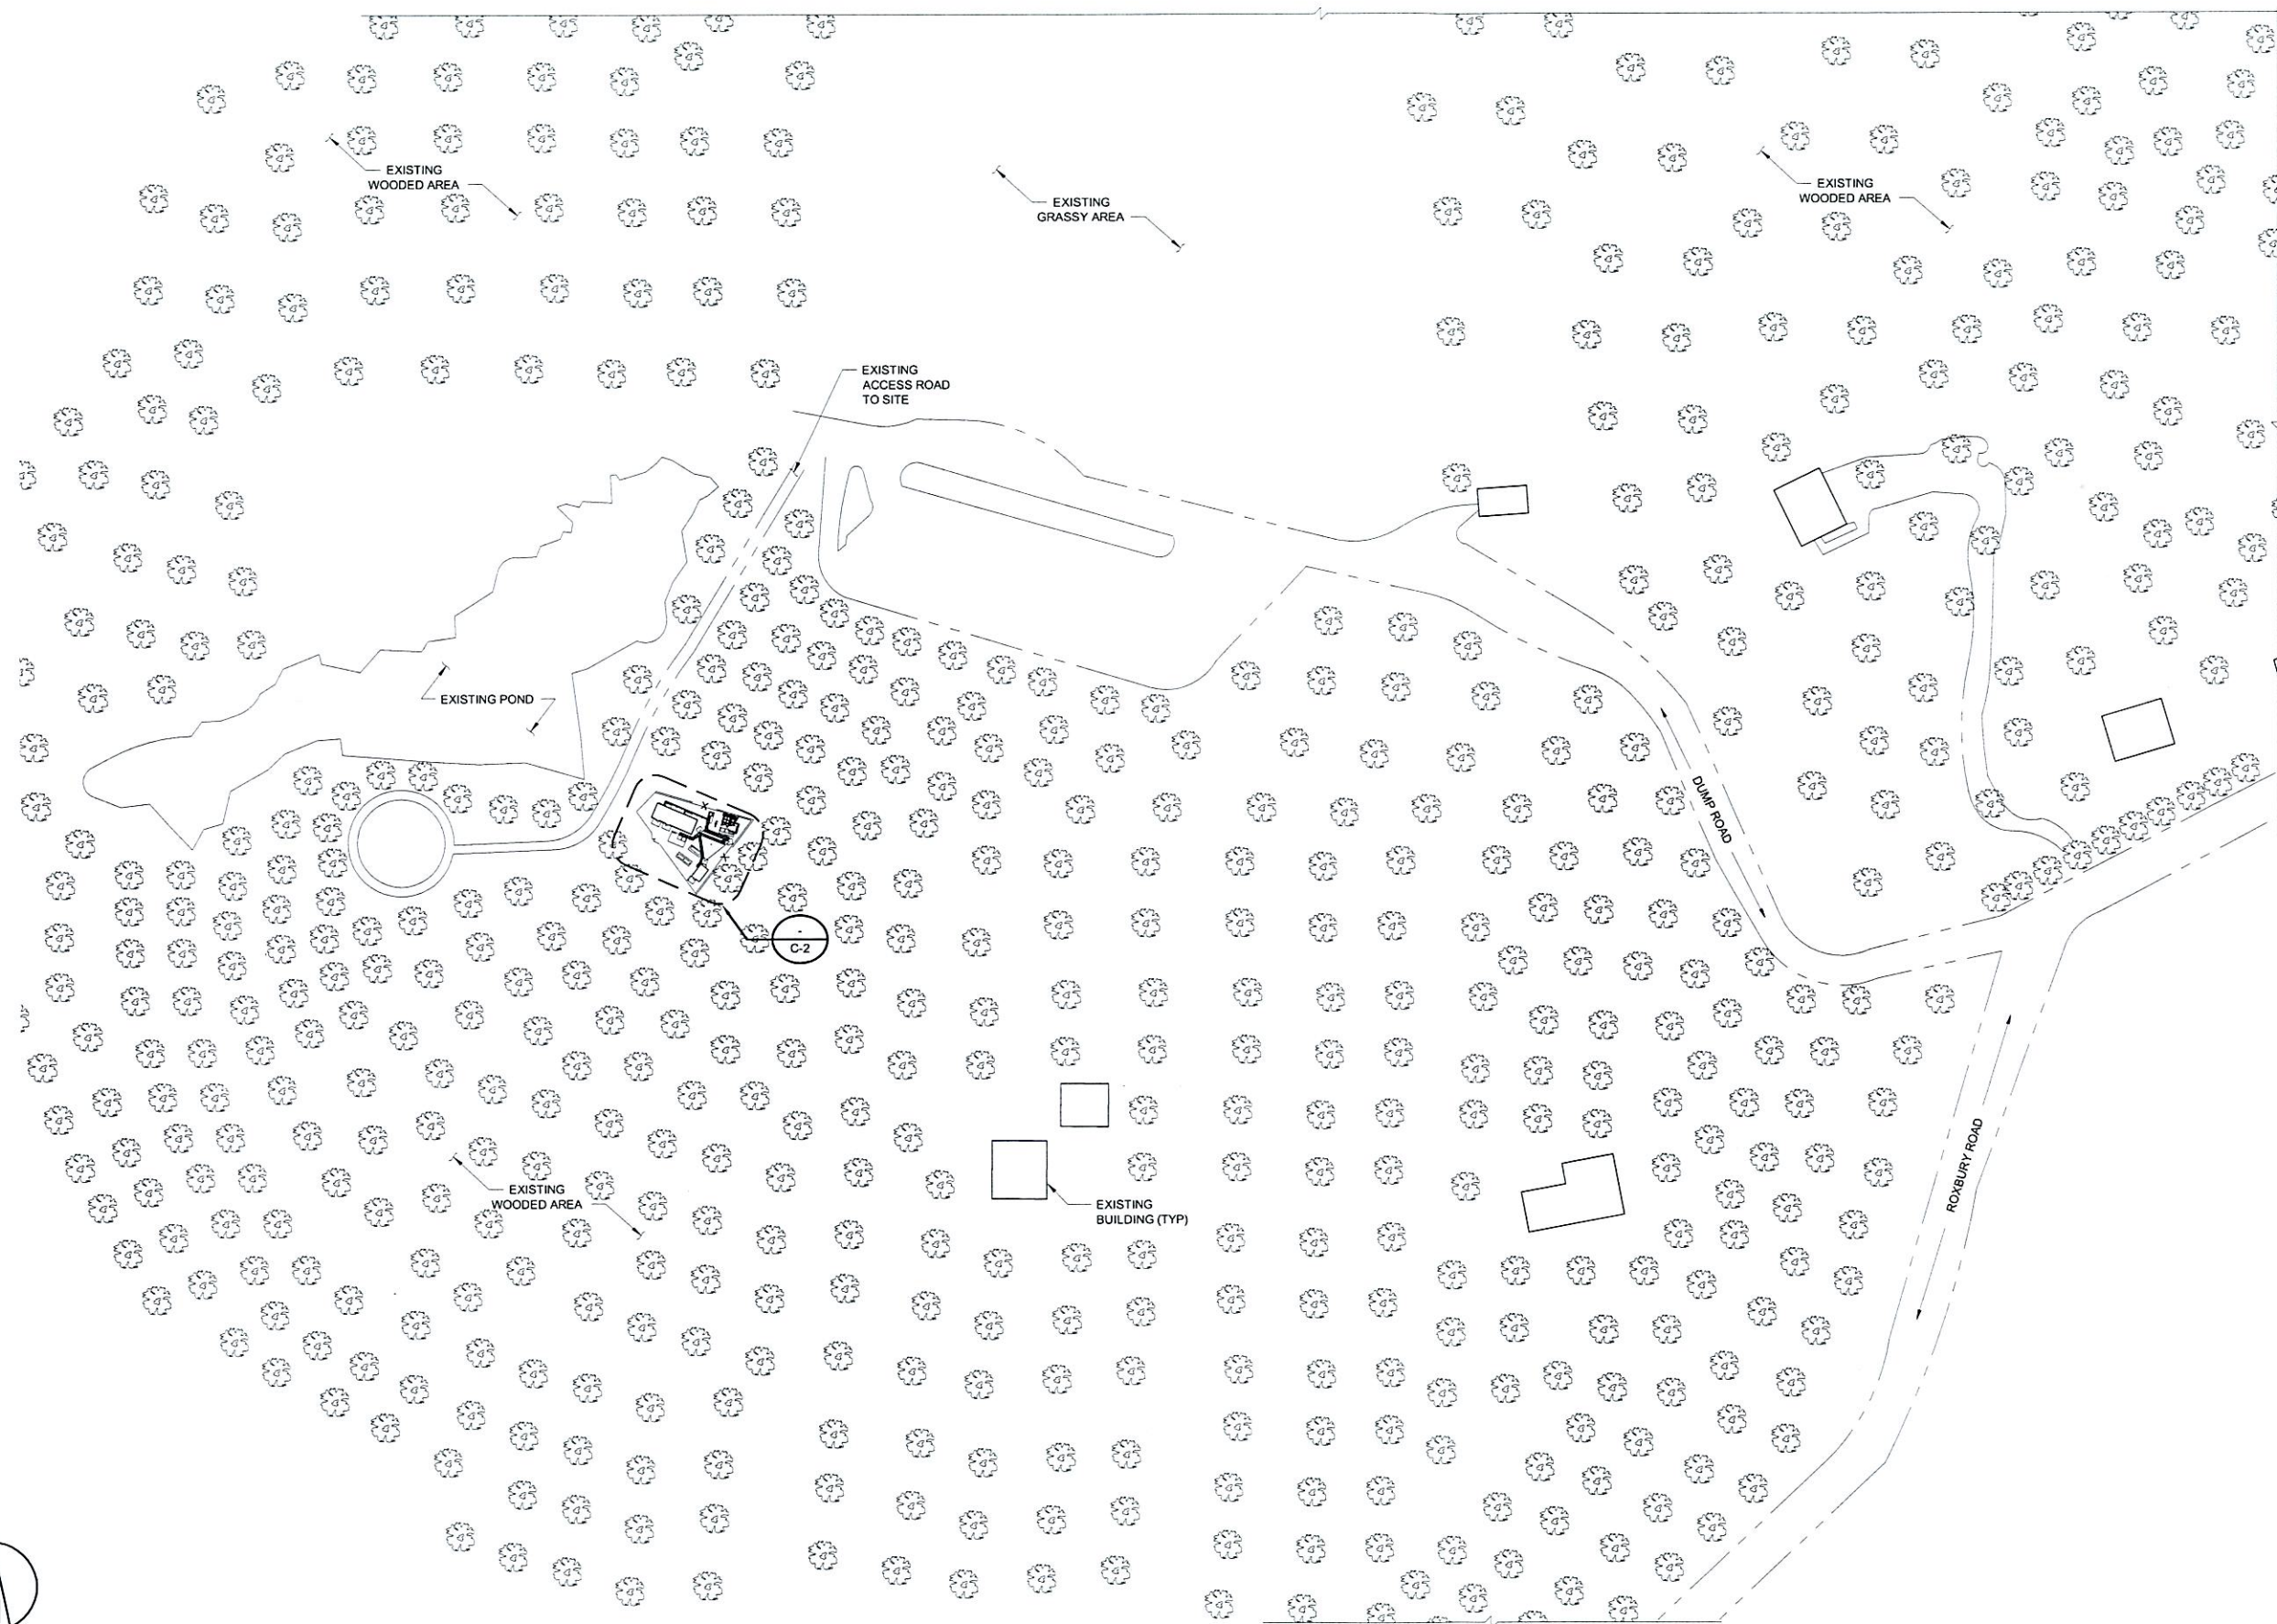 EXISTING
WOODED AREA
EXISTING
GRASSY AREA
EXISTING
WOODED AREA
EXISTING
ACCESS ROAD
TO SITE
EXISTING POND
DUMP ROAD
-
C-2
ROXBURY ROAD
EXISTING
WOODED AREA
EXISTING
BUILDING (TYP)